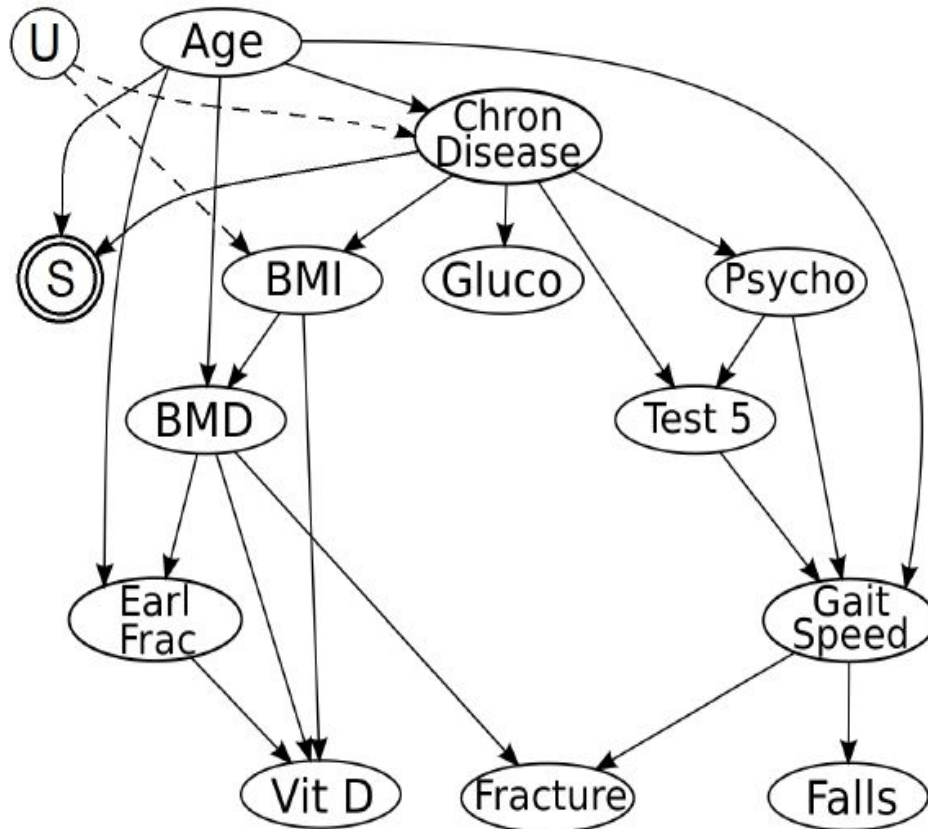 U
Age
Chron
Disease
S
BMI
Gluco
Psycho
BMD
Test 5
Earl
Frac
Gait
Speed
Vit D
Fracture
Falls